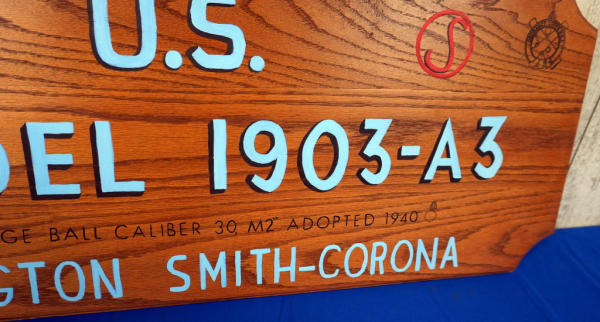 U.S.
S
DEL 1903-A3
GE BALL CALIBER 30, M2" ADOPTED 1940
GTON SMITH-CORONA